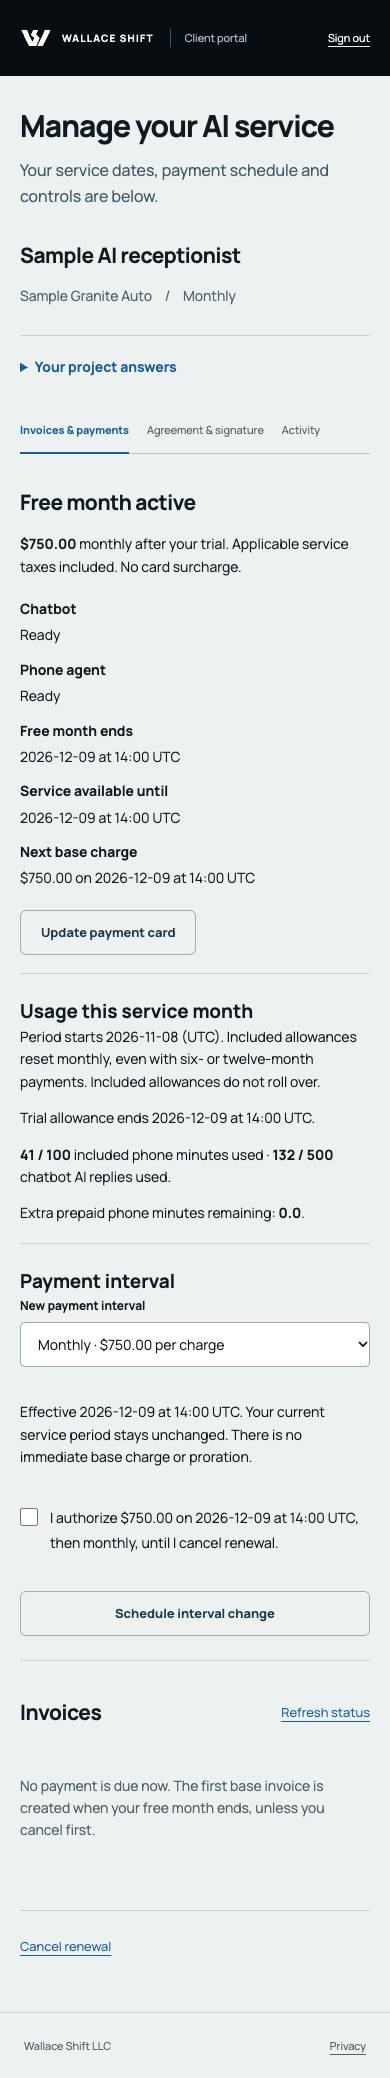 WALLACE SHIFT
Client portal
Sign out
Manage your AI service
Your service dates, payment schedule and
controls are below.
Sample AI receptionist
Sample Granite Auto / Monthly
Your project answers
Invoices & payments
Agreement & signature
Activity
Free month active
$750.00 monthly after your trial. Applicable service
taxes included. No card surcharge.
Chatbot
Ready
Phone agent
Ready
Free month ends
2026-12-09 at 14:00 UTC
Service available until
2026-12-09 at 14:00 UTC
Next base charge
$750.00 on 2026-12-09 at 14:00 UTC
Update payment card
Usage this service month
Period starts 2026-11-08 (UTC). Included allowances
reset monthly, even with six- or twelve-month
payments. Included allowances do not roll over.
Trial allowance ends 2026-12-09 at 14:00 UTC.
41 / 100 included phone minutes used · 132 / 500
chatbot AI replies used.
Extra prepaid phone minutes remaining: 0.0.
Payment interval
New payment interval
Monthly · $750.00 per charge
Effective 2026-12-09 at 14:00 UTC. Your current
service period stays unchanged. There is no
immediate base charge or proration.
I authorize $750.00 on 2026-12-09 at 14:00 UTC,
then monthly, until I cancel renewal.
Schedule interval change
Invoices
Refresh status
No payment is due now. The first base invoice is
created when your free month ends, unless you
cancel first.
Cancel renewal
Wallace Shift LLC
Privacy